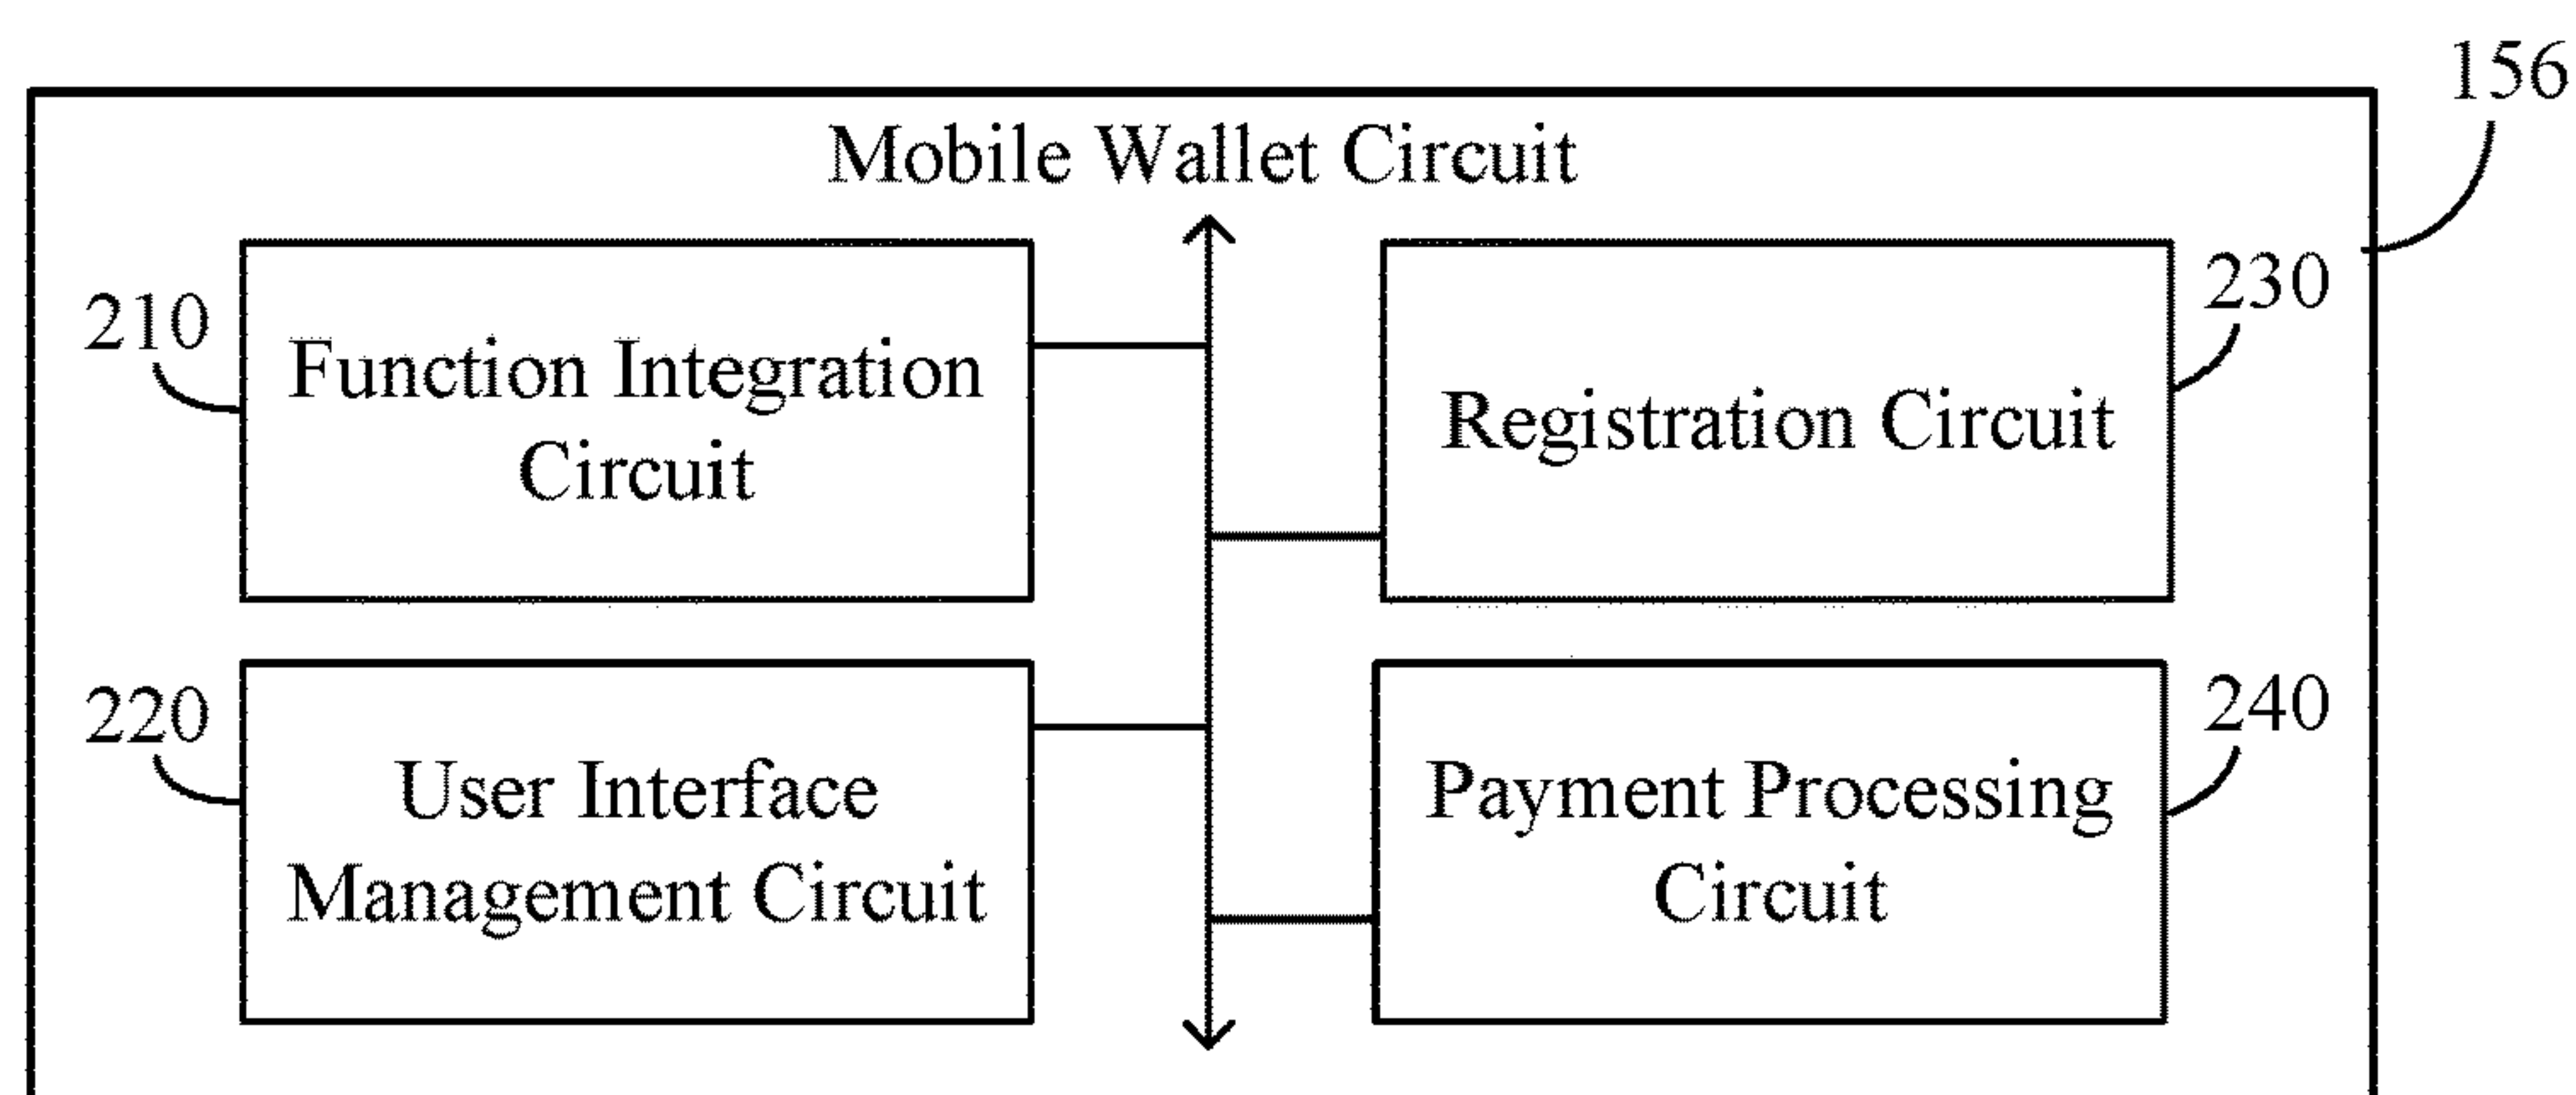 156
Mobile Wallet Circuit
210
Function Integration
Circuit
230
Registration Circuit
220
User Interface
Management Circuit
240
Payment Processing
Circuit